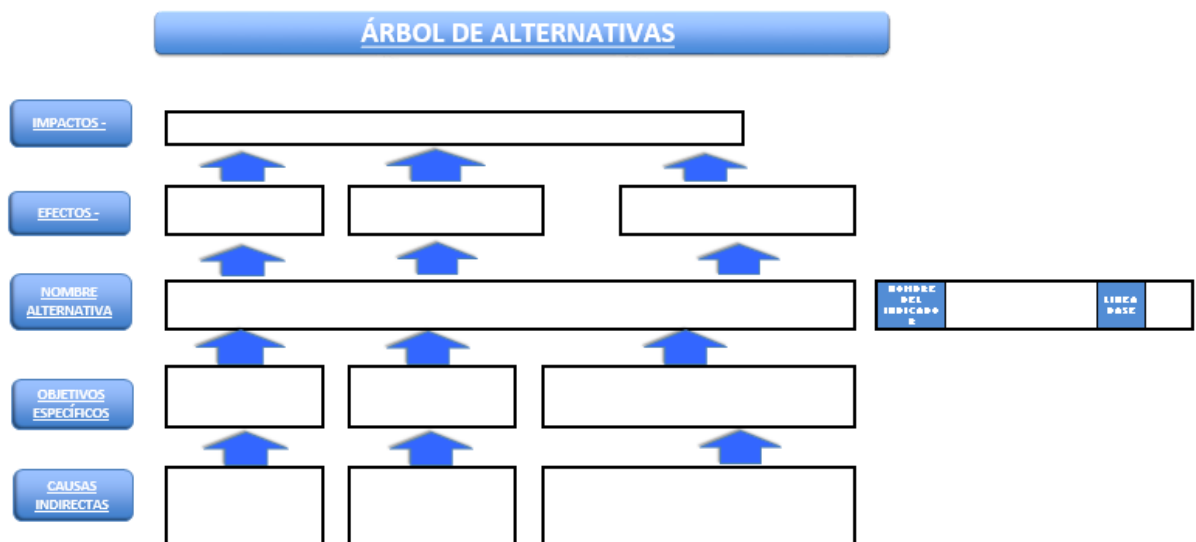 ÁRBOL DE ALTERNATIVAS
IMPACTOS -
EFECTOS -
NOMBRE
ALTERNATIVA
NOMBRE
DEL
INDICADO
R
LINEA
BASE
OBJETIVOS
ESPECÍFICOS
CAUSAS
INDIRECTAS